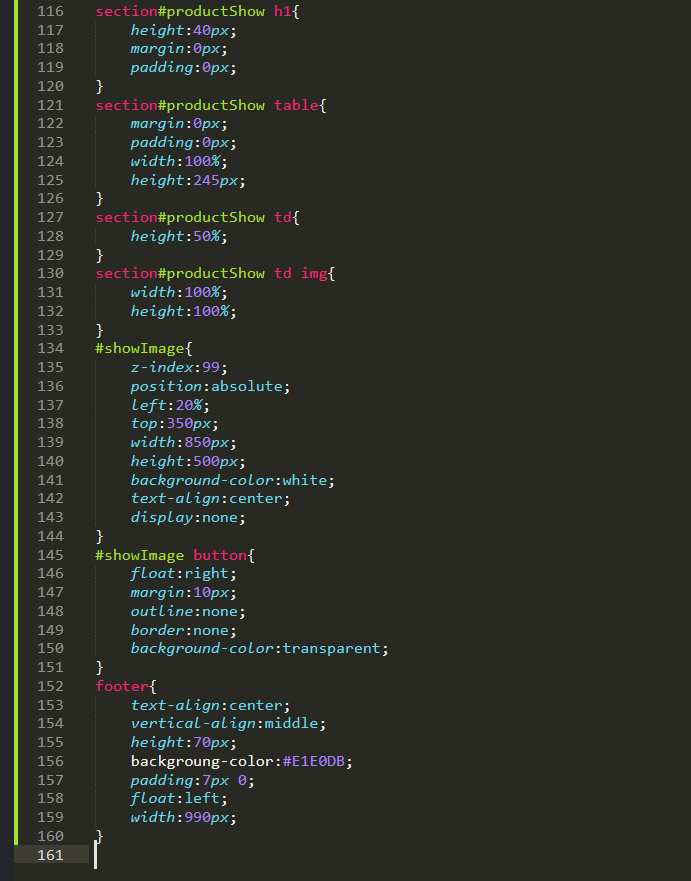 116 section#productShow h1{
117 height:40px;
118 margin:0px;
119 padding:0px;
120 }
121 section#productShow table{
122 margin:0px;
123 padding:0px;
124 width:100%;
125 height:245px;
126 }
127 section#productShow td{
128 height:50%;
129 }
130 section#productShow td img{
131 width:100%;
132 height:100%;
133 }
134 #showImage{
135 z-index:99;
136 position:absolute;
137 left:20%;
138 top:350px;
139 width:850px;
140 height:500px;
141 background-color:white;
142 text-align:center;
143 display:none;
144 }
145 #showImage button{
146 float:right;
147 margin:10px;
148 outline:none;
149 border:none;
150 background-color:transparent;
151 }
152 footer{
153 text-align:center;
154 vertical-align:middle;
155 height:70px;
156 backgroung-color:#E1E0DB;
157 padding:7px 0;
158 float:left;
159 width:990px;
160 }
161